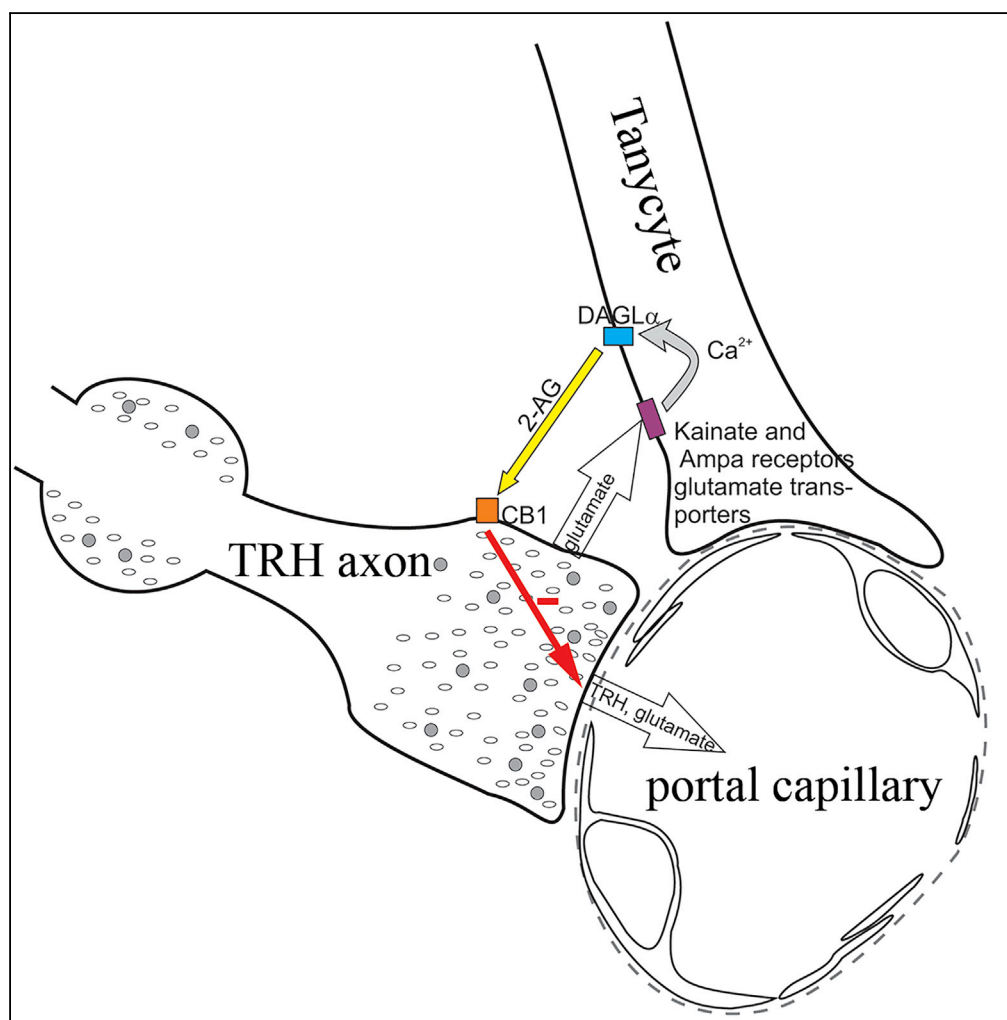 Tanycyte
DAGLα
Ca²⁺
2-AG
Kainate and
Ampa receptors
glutamate trans-
porters
glutamate
CB1
TRH axon
-
TRH, glutamate
portal capillary